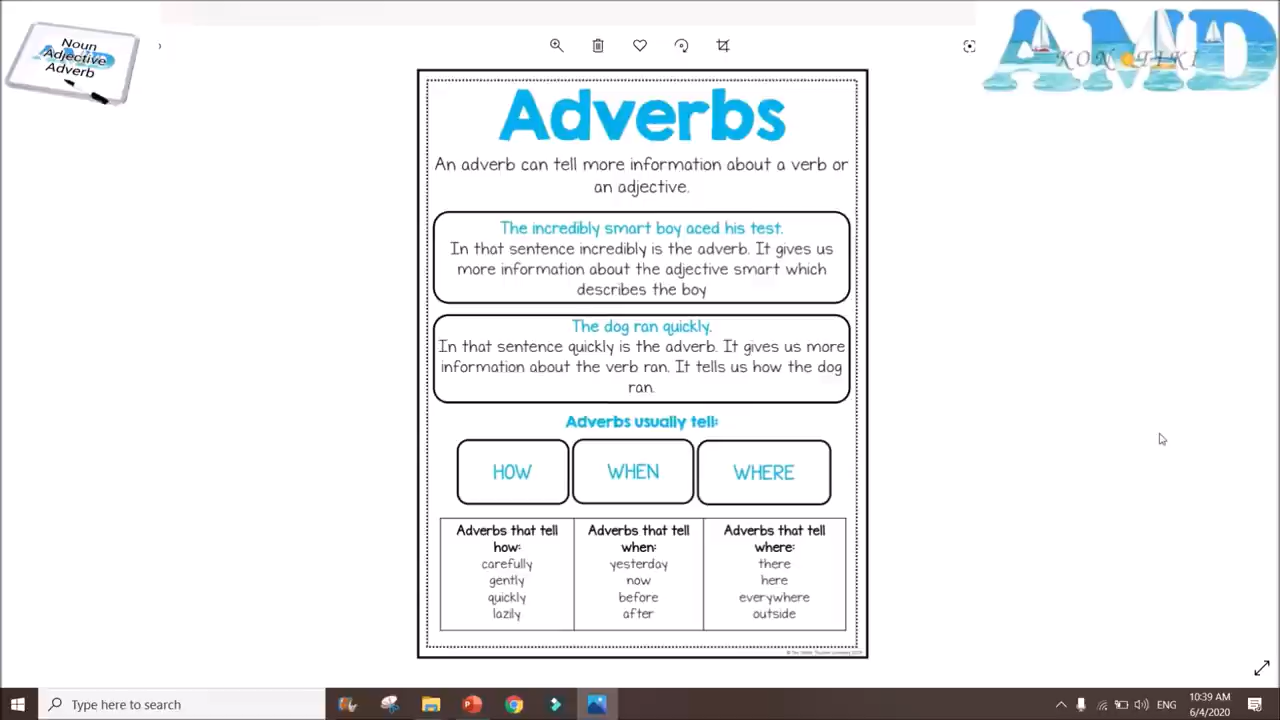 Noun
Adjective
Adverb
AMD
KON TIKI
Adverbs
An adverb can tell more information about a verb or
an adjective.
The incredibly smart boy aced his test.
In that sentence incredibly is the adverb. It gives us
more information about the adjective smart which
describes the boy
The dog ran quickly.
In that sentence quickly is the adverb. It gives us more
information about the verb ran. It tells us how the dog
ran.
Adverbs usually tell:
HOW
WHEN
WHERE
Adverbs that tell
how:
carefully
gently
quickly
lazily
Adverbs that tell
when:
yesterday
now
before
after
Adverbs that tell
where:
there
here
everywhere
outside
Type here to search
ENG
10:39 AM
6/4/2020